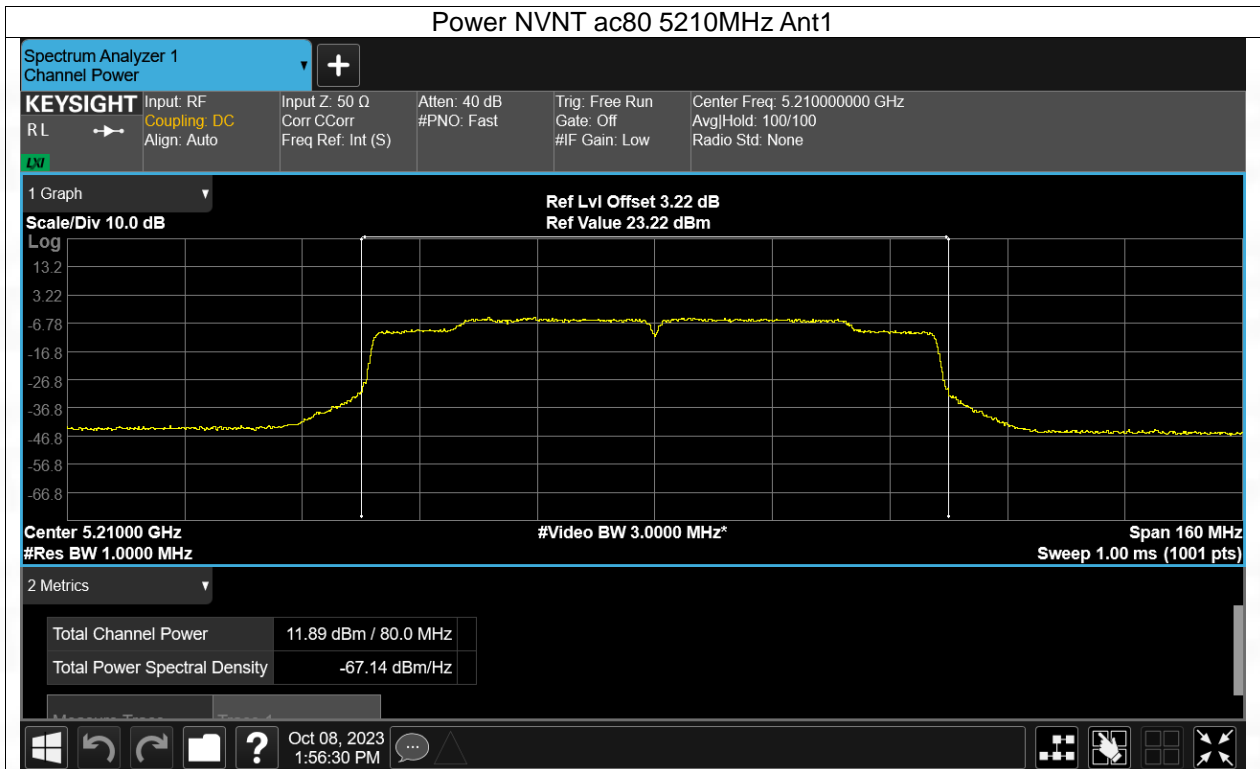 Power NVNT ac80 5210MHz Ant1
Spectrum Analyzer 1
Channel Power
KEYSIGHT
R L
LXI
Input: RF
Coupling: DC
Align: Auto
Input Z: 50 Ω
Corr CCorr
Freq Ref: Int (S)
Atten: 40 dB
#PNO: Fast
Trig: Free Run
Gate: Off
#IF Gain: Low
Center Freq: 5.210000000 GHz
Avg|Hold: 100/100
Radio Std: None
1 Graph
Scale/Div 10.0 dB
Ref Lvl Offset 3.22 dB
Ref Value 23.22 dBm
Log
13.2
3.22
-6.78
-16.8
-26.8
-36.8
-46.8
-56.8
-66.8
Center 5.21000 GHz
#Video BW 3.0000 MHz*
Span 160 MHz
#Res BW 1.0000 MHz
Sweep 1.00 ms (1001 pts)
2 Metrics
Total Channel Power 11.89 dBm / 80.0 MHz
Total Power Spectral Density -67.14 dBm/Hz
Oct 08, 2023
1:56:30 PM